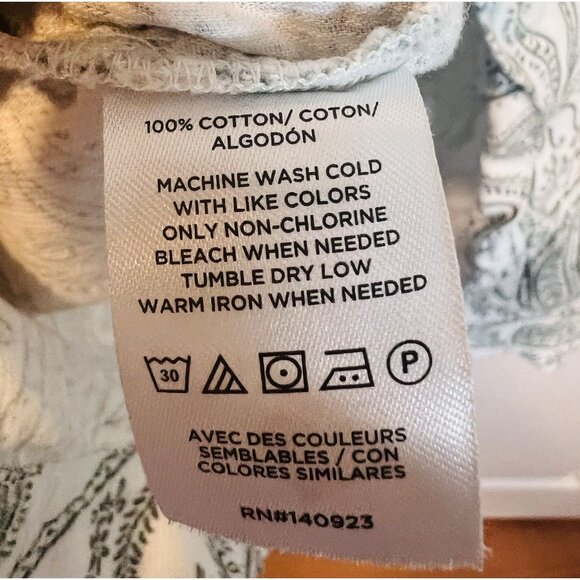 100% COTTON/ COTON/
ALGODÓN
MACHINE WASH COLD
WITH LIKE COLORS
ONLY NON-CHLORINE
BLEACH WHEN NEEDED
TUMBLE DRY LOW
WARM IRON WHEN NEEDED
30 P
AVEC DES COULEURS
SEMBLABLES / CON
COLORES SIMILARES
RN#140923